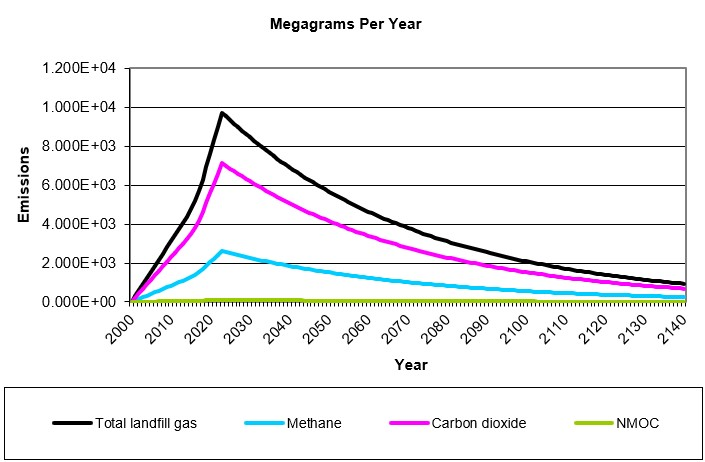 Megagrams Per Year
1.200E+04
1.000E+04
8.000E+03
6.000E+03
4.000E+03
2.000E+03
0.000E+00
Emissions
2000 2010 2020 2030 2040 2050 2060 2070 2080 2090 2100 2110 2120 2130 2140
Year
Total landfill gas Methane Carbon dioxide NMOC